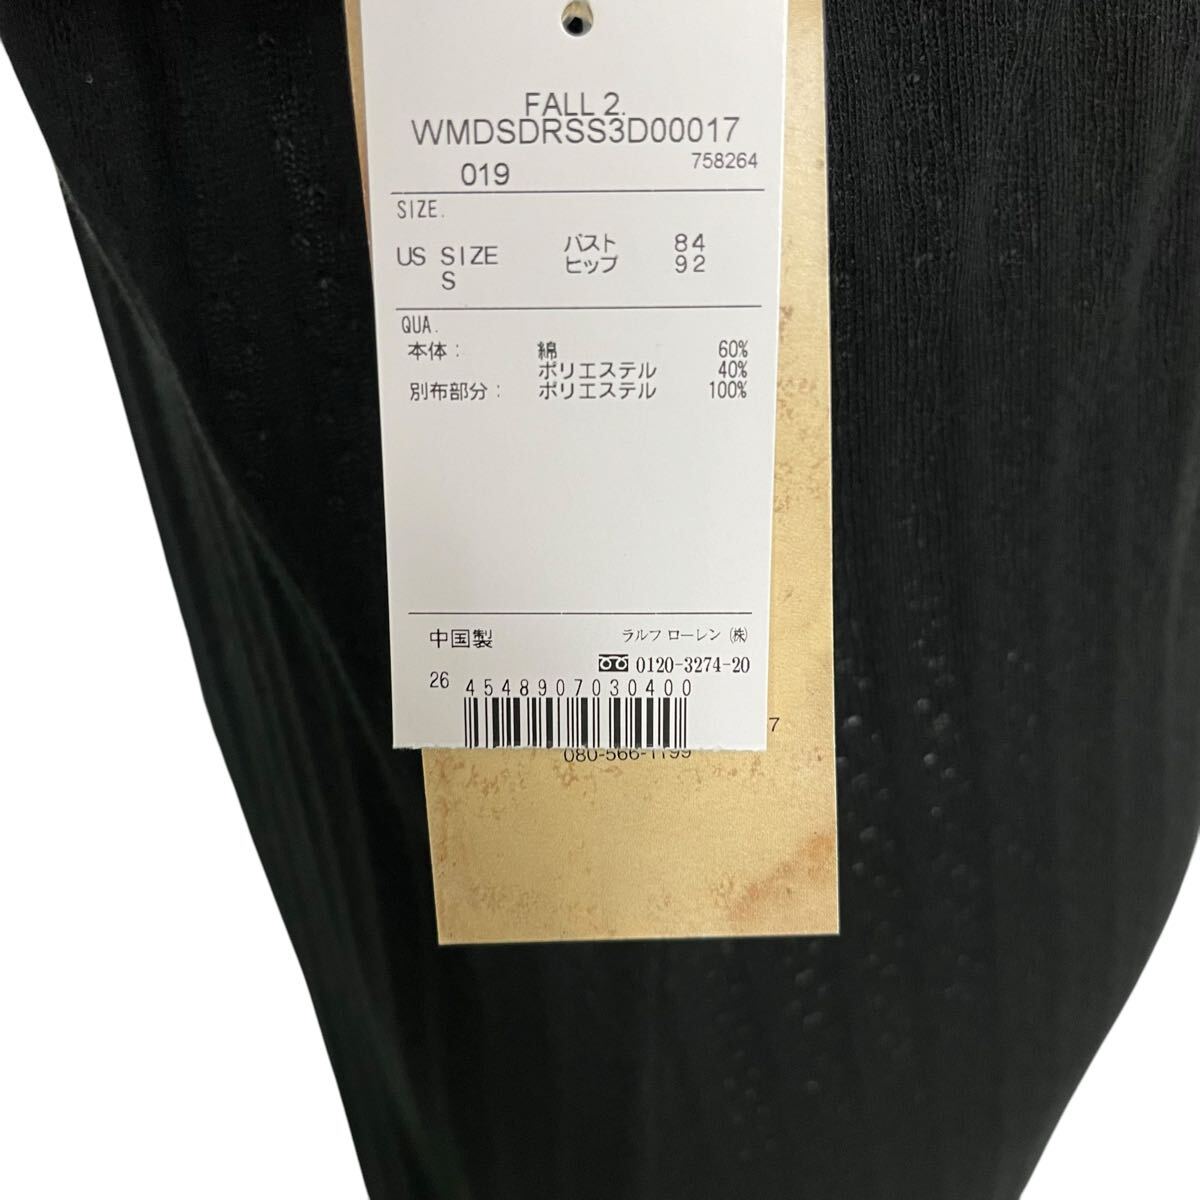 FALL 2.
WMDSDRSS3D00017
019 758264
SIZE.
US SIZE バスト 84
S ヒップ 92
QUA.
本体: 綿 60%
ポリエステル 40%
別布部分: ポリエステル 100%
中国製 ラルフ ローレン (株)
0120-3274-20
26 4548907030400
7
080-566-1199